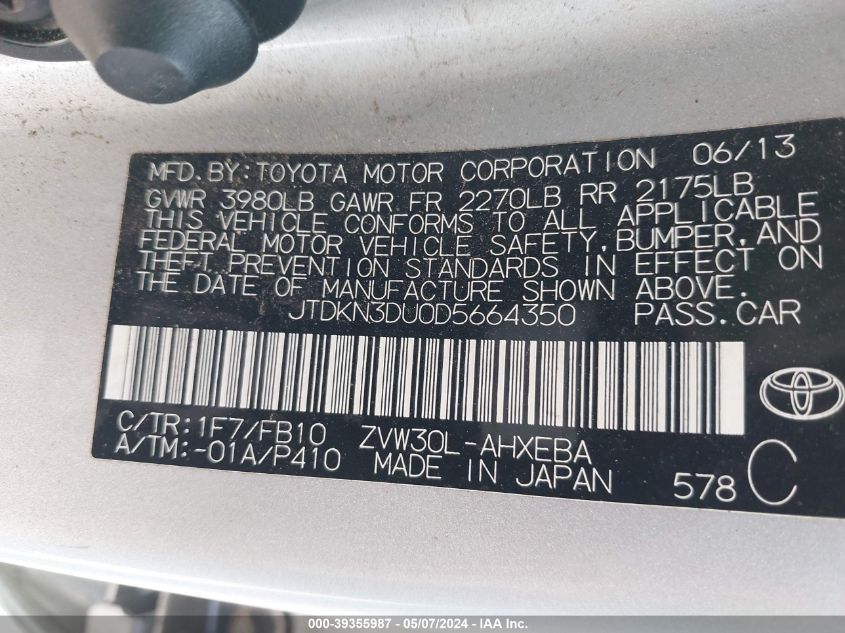 MFD. BY: TOYOTA MOTOR CORPORATION 06/13
GVWR 3980LB GAWR FR 2270LB RR 2175LB
THIS VEHICLE CONFORMS TO ALL APPLICABLE
FEDERAL MOTOR VEHICLE SAFETY, BUMPER, AND
THEFT PREVENTION STANDARDS IN EFFECT ON
THE DATE OF MANUFACTURE SHOWN ABOVE.
JTDKN3DU0D5664350 PASS. CAR
C/TR: 1F7/FB10 ZVW30L-AHXEBA
A/TM: -01A/P410 MADE IN JAPAN 578 C
000-39355987 - 05/07/2024 - IAA Inc.